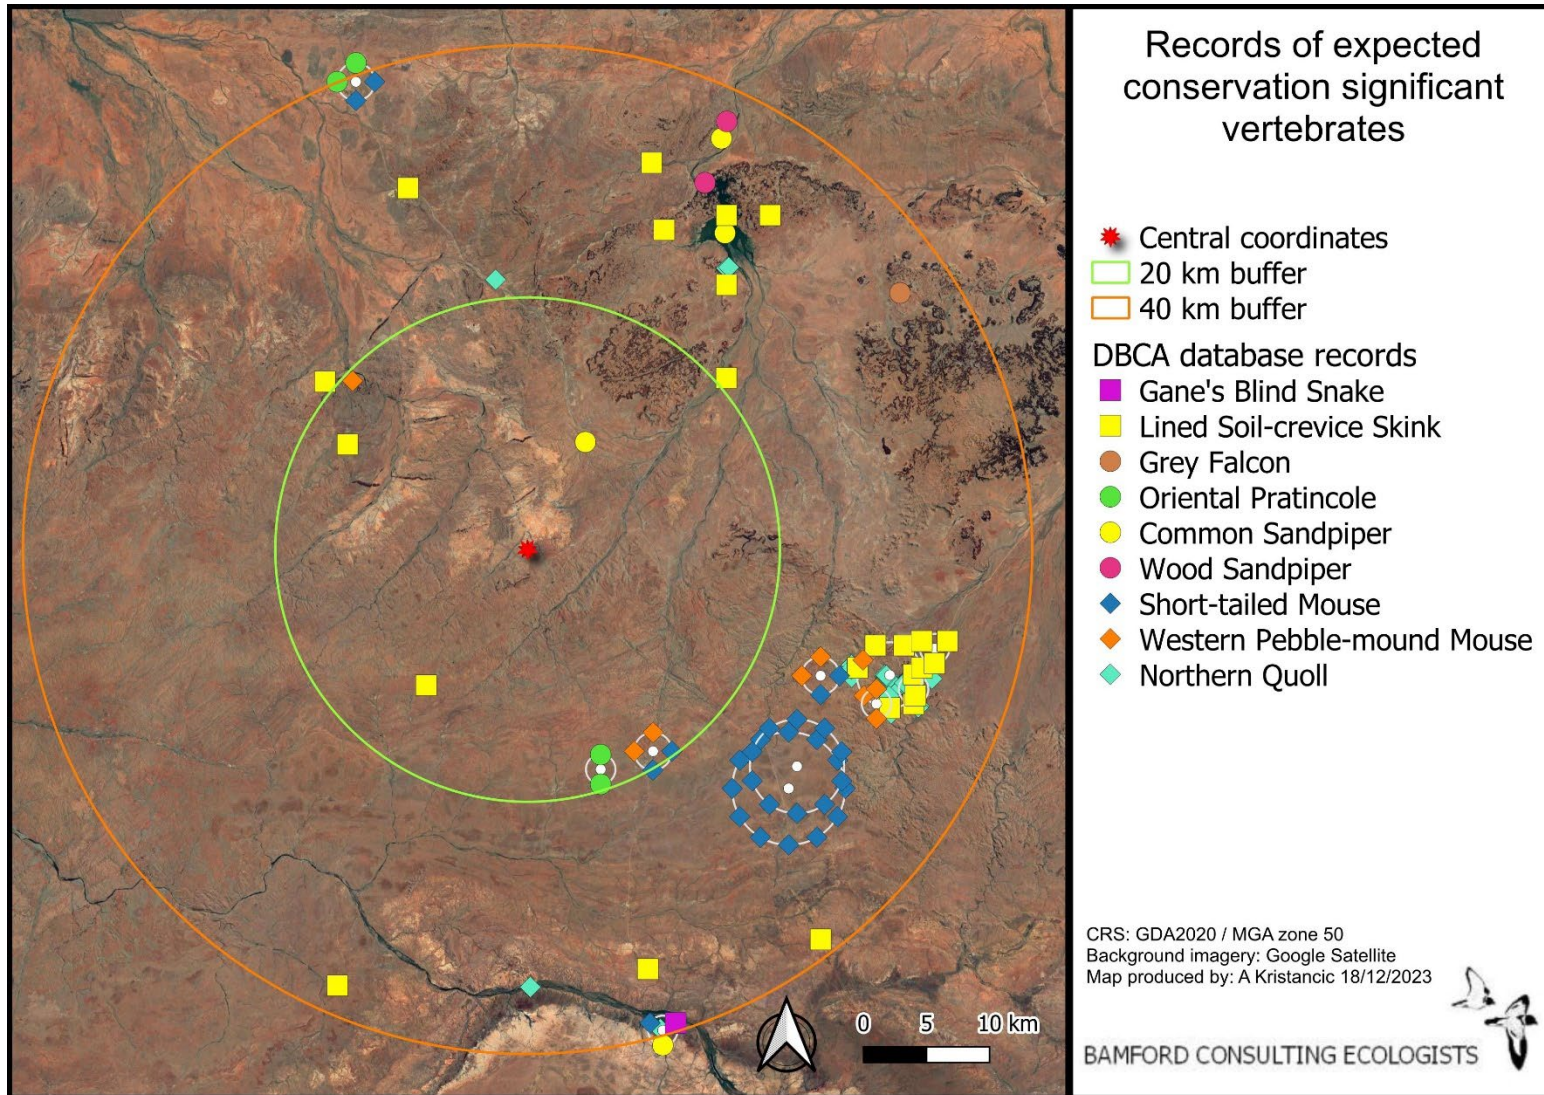 Records of expected
conservation significant
vertebrates
Central coordinates
20 km buffer
40 km buffer
DBCA database records
Gane's Blind Snake
Lined Soil-crevice Skink
Grey Falcon
Oriental Pratincole
Common Sandpiper
Wood Sandpiper
Short-tailed Mouse
Western Pebble-mound Mouse
Northern Quoll
CRS: GDA2020 / MGA zone 50
Background imagery: Google Satellite
Map produced by: A Kristancic 18/12/2023
0 5 10 km
BAMFORD CONSULTING ECOLOGISTS